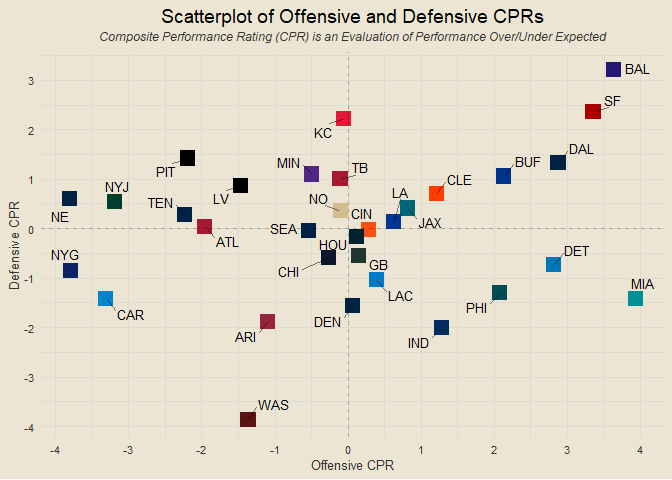 Scatterplot of Offensive and Defensive CPRs
Composite Performance Rating (CPR) is an Evaluation of Performance Over/Under Expected
BAL
3
SF
KC
2
DAL
PIT
MIN
TB
BUF
CLE
1
NYJ
LV
NO
LA
TEN
NE
CIN
JAX
SEA
0
ATL
HOU
NYG
DET
GB
CHI
-1
MIA
LAC
CAR
PHI
DEN
-2
ARI
IND
-3
WAS
-4
-4 -3 -2 -1 0 1 2 3 4
Offensive CPR
Defensive CPR